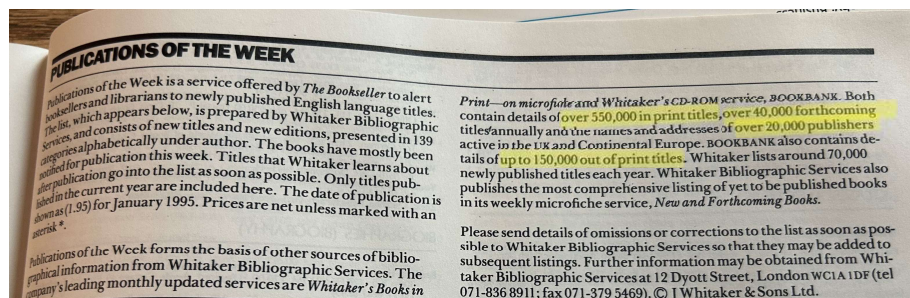 PUBLICATIONS OF THE WEEK
Publications of the Week is a service offered by The Bookseller to alert
booksellers and librarians to newly published English language titles.
The list, which appears below, is prepared by Whitaker Bibliographic
Services, and consists of new titles and new editions, presented in 139
categories alphabetically under author. The books have mostly been
notified for publication this week. Titles that Whitaker learns about
after publication go into the list as soon as possible. Only titles pub-
lished in the current year are included here. The date of publication is
shown as (1.95) for January 1995. Prices are net unless marked with an
asterisk *.
Publications of the Week forms the basis of other sources of biblio-
graphical information from Whitaker Bibliographic Services. The
company's leading monthly updated services are Whitaker's Books in
Print—on microfiche and Whitaker's CD-ROM service, BOOKBANK. Both
contain details of over 550,000 in print titles, over 40,000 forthcoming
titles annually and the names and addresses of over 20,000 publishers
active in the UK and Continental Europe. BOOKBANK also contains de-
tails of up to 150,000 out of print titles. Whitaker lists around 70,000
newly published titles each year. Whitaker Bibliographic Services also
publishes the most comprehensive listing of yet to be published books
in its weekly microfiche service, New and Forthcoming Books.
Please send details of omissions or corrections to the list as soon as pos-
sible to Whitaker Bibliographic Services so that they may be added to
subsequent listings. Further information may be obtained from Whi-
taker Bibliographic Services at 12 Dyott Street, London WC1A 1DF (tel
071-836 8911; fax 071-379 5469). © J Whitaker & Sons Ltd.